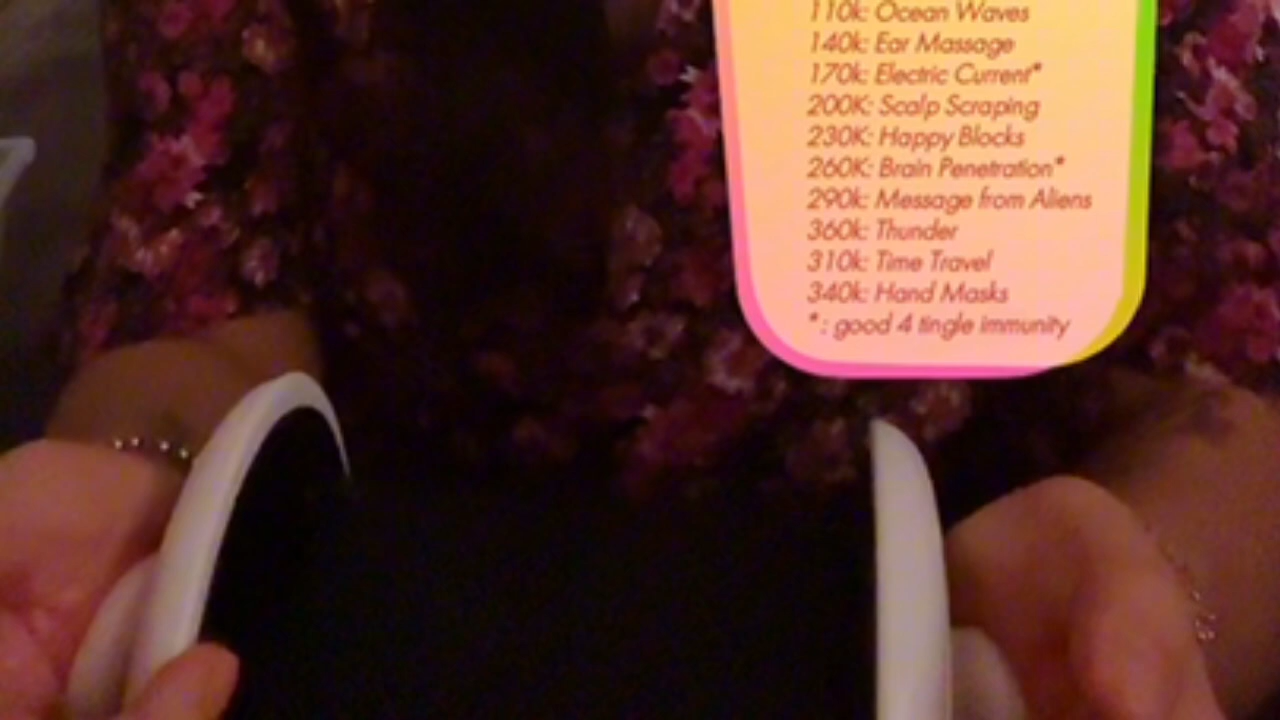 110k: Ocean Waves
140k: Ear Massage
170k: Electric Current*
200K: Scalp Scraping
230K: Happy Blocks
260K: Brain Penetration*
290k: Message from Aliens
360k: Thunder
310k: Time Travel
340k: Hand Masks
* : good 4 tingle immunity